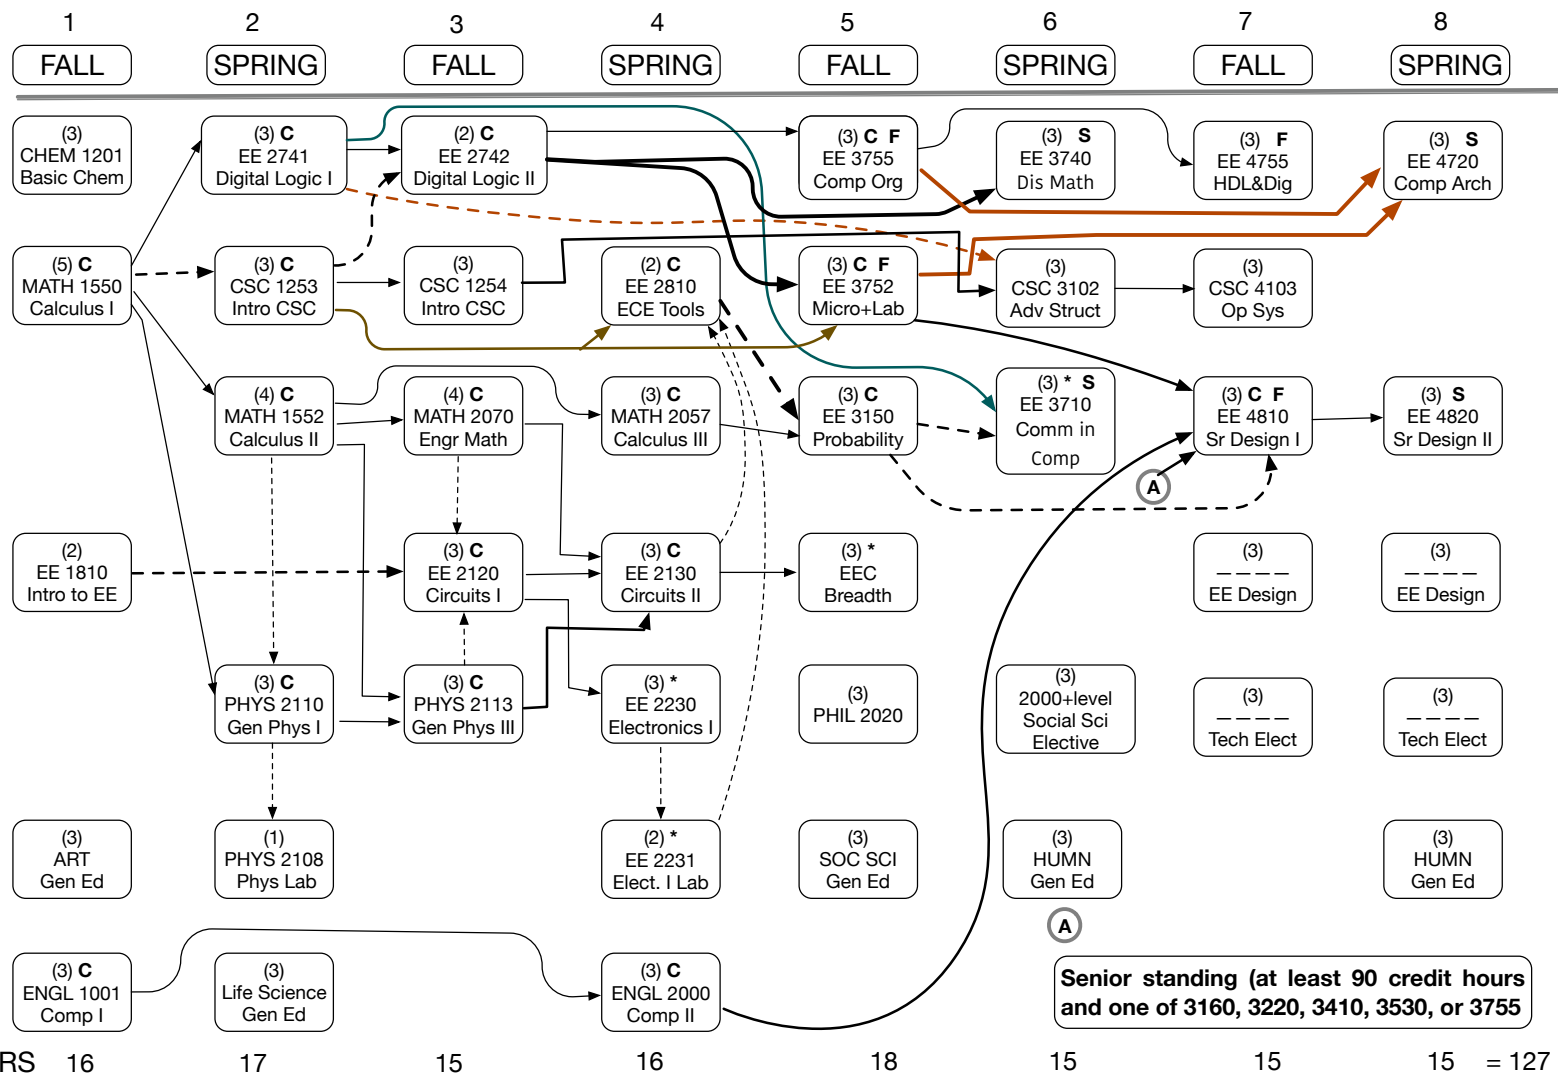 1 2 3 4 5 6 7 8
FALL SPRING FALL SPRING FALL SPRING FALL SPRING
(3)
CHEM 1201
Basic Chem
(3) C
EE 2741
Digital Logic I
(2) C
EE 2742
Digital Logic II
(3) C F
EE 3755
Comp Org
(3) S
EE 3740
Dis Math
(3) F
EE 4755
HDL&Dig
(3) S
EE 4720
Comp Arch
(5) C
MATH 1550
Calculus I
(3) C
CSC 1253
Intro CSC
(3)
CSC 1254
Intro CSC
(2) C
EE 2810
ECE Tools
(3) C F
EE 3752
Micro+Lab
(3)
CSC 3102
Adv Struct
(3)
CSC 4103
Op Sys
(4) C
MATH 1552
Calculus II
(4) C
MATH 2070
Engr Math
(3) C
MATH 2057
Calculus III
(3) C
EE 3150
Probability
(3) * S
EE 3710
Comm in
Comp
(3) C F
EE 4810
Sr Design I
(3) S
EE 4820
Sr Design II
A
(2)
EE 1810
Intro to EE
(3) C
EE 2120
Circuits I
(3) C
EE 2130
Circuits II
(3) *
EEC
Breadth
(3)
————
EE Design
(3)
————
EE Design
(3) C
PHYS 2110
Gen Phys I
(3) C
PHYS 2113
Gen Phys III
(3) *
EE 2230
Electronics I
(3)
PHIL 2020
(3)
2000+level
Social Sci
Elective
(3)
————
Tech Elect
(3)
————
Tech Elect
(3)
ART
Gen Ed
(1)
PHYS 2108
Phys Lab
(2) *
EE 2231
Elect. I Lab
(3)
SOC SCI
Gen Ed
(3)
HUMN
Gen Ed
(3)
HUMN
Gen Ed
A
(3) C
ENGL 1001
Comp I
(3)
Life Science
Gen Ed
(3) C
ENGL 2000
Comp II
Senior standing (at least 90 credit hours
and one of 3160, 3220, 3410, 3530, or 3755
RS 16 17 15 16 18 15 15 15 = 127